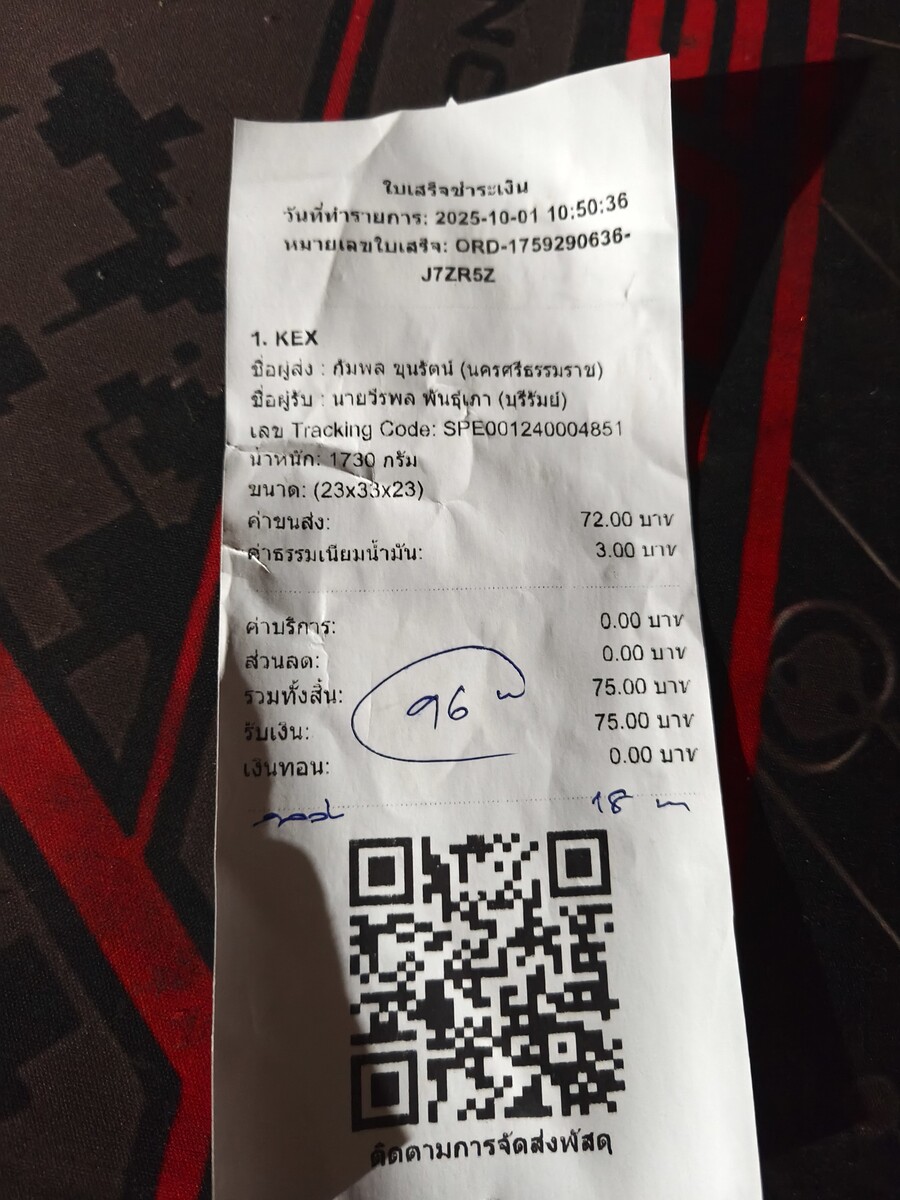 ใบเสร็จชำระเงิน
วันที่ทำรายการ: 2025-10-01 10:50:36
หมายเลขใบเสร็จ: ORD-1759290636-
J7ZR5Z
1. KEX
ชื่อผู้ส่ง : กัมพล ขุนรัตน์ (นครศรีธรรมราช)
ชื่อผู้รับ : นายวีรพล พันธุ์เภา (บุรีรัมย์)
เลข Tracking Code: SPE001240004851
น้ำหนัก: 1730 กรัม
ขนาด: (23x33x23)
ค่าขนส่ง: 72.00 บาท
ค่าธรรมเนียมน้ำมัน: 3.00 บาท
ค่าบริการ: 0.00 บาท
ส่วนลด: 0.00 บาท
รวมทั้งสิ้น: 75.00 บาท
96
รับเงิน: 75.00 บาท
เงินทอน: 0.00 บาท
18
ติดตามการจัดส่งพัสดุ